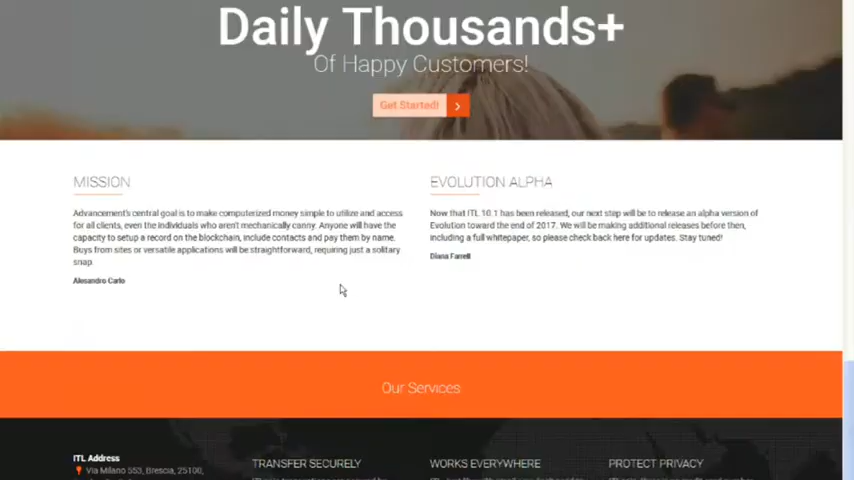 Daily Thousands+
Of Happy Customers!
Get Started!
MISSION
Advancement's central goal is to make computerized money simple to utilize and access
for all clients, even the individuals who aren't mechanically canny. Anyone will have the
capacity to setup a record on the blockchain, include contacts and pay them by name.
Buys from sites or versatile applications will be straightforward, requiring just a solitary
snap.
Alesandro Carlo
EVOLUTION ALPHA
Now that ITL 10.1 has been released, our next step will be to release an alpha version of
Evolution toward the end of 2017. We will be making additional releases before then,
including a full whitepaper, so please check back here for updates. Stay tuned!
Diana Farrell
Our Services
ITL Address
Via Milano 553, Brescia, 25100,
TRANSFER SECURELY
WORKS EVERYWHERE
PROTECT PRIVACY